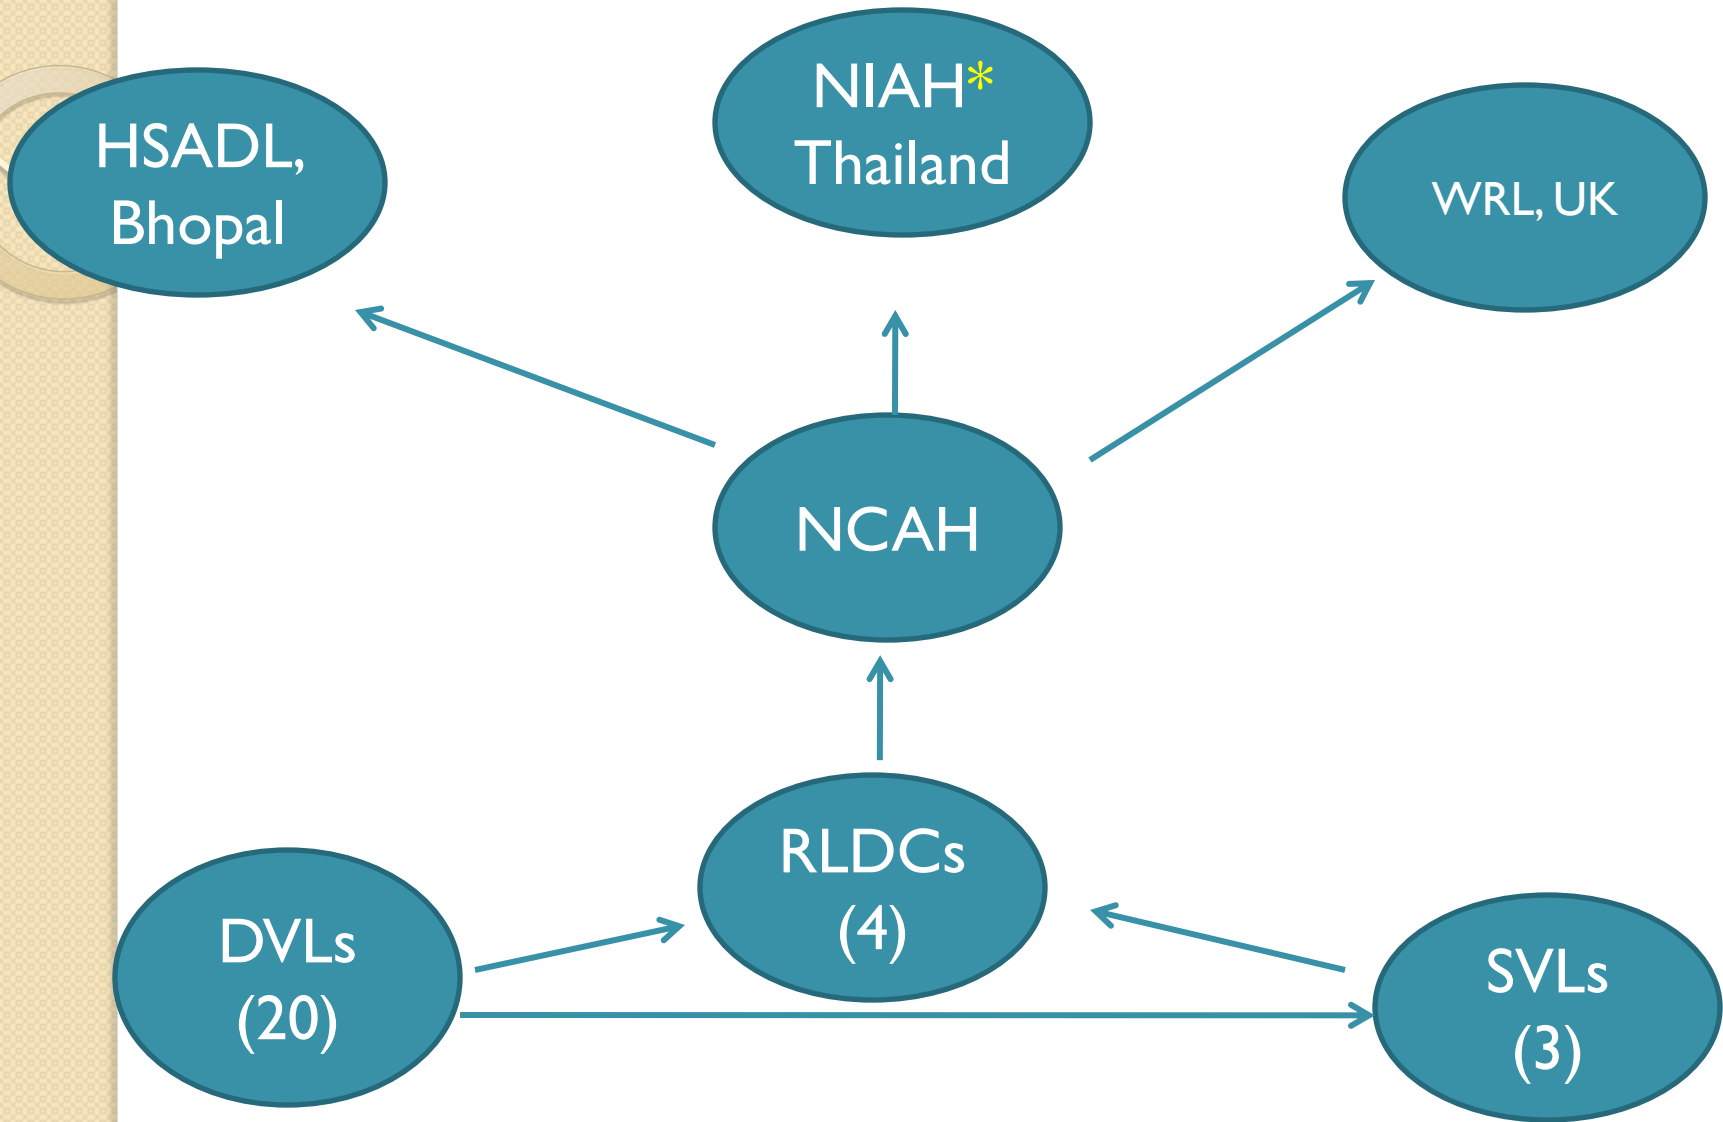 HSADL,
Bhopal
NIAH*
Thailand
WRL, UK
NCAH
RLDCs
(4)
DVLs
(20)
SVLs
(3)